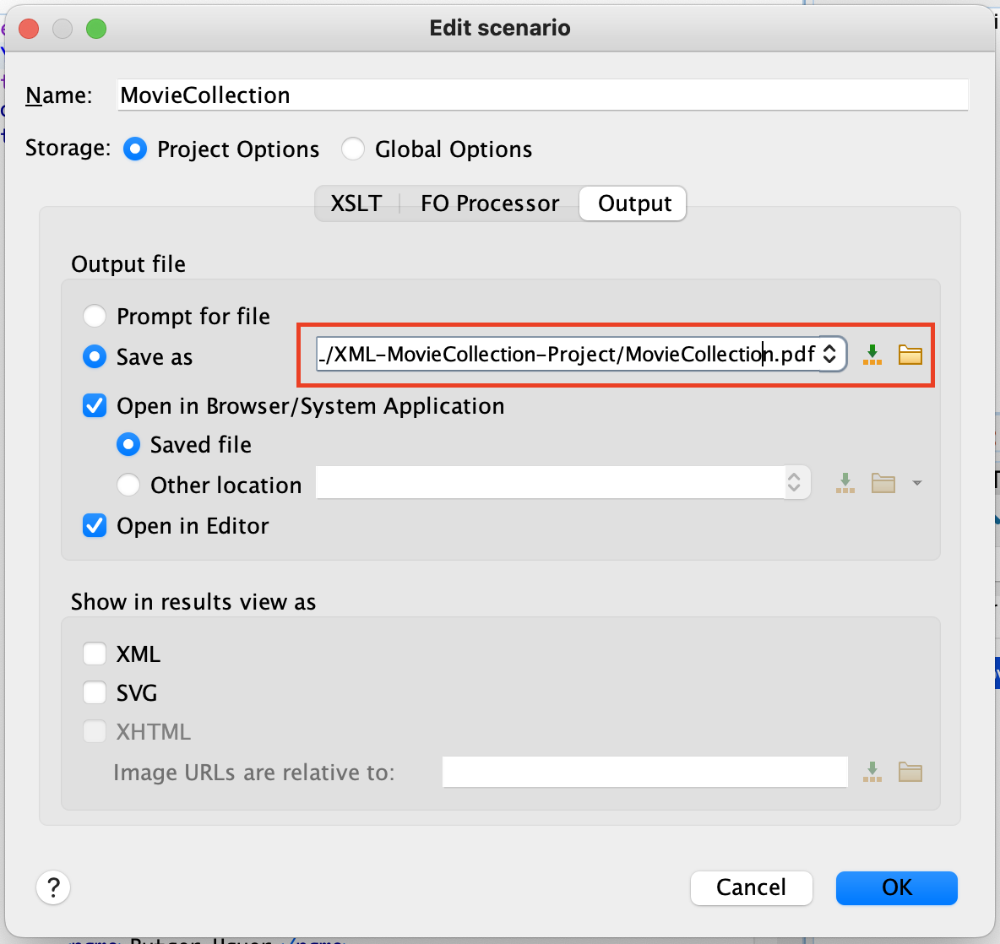 Edit scenario
Name: MovieCollection
Storage: Project Options Global Options
XSLT FO Processor Output
Output file
Prompt for file
Save as /XML-MovieCollection-Project/MovieCollection.pdf
Open in Browser/System Application
Saved file
Other location
Open in Editor
Show in results view as
XML
SVG
XHTML
Image URLs are relative to:
? Cancel OK